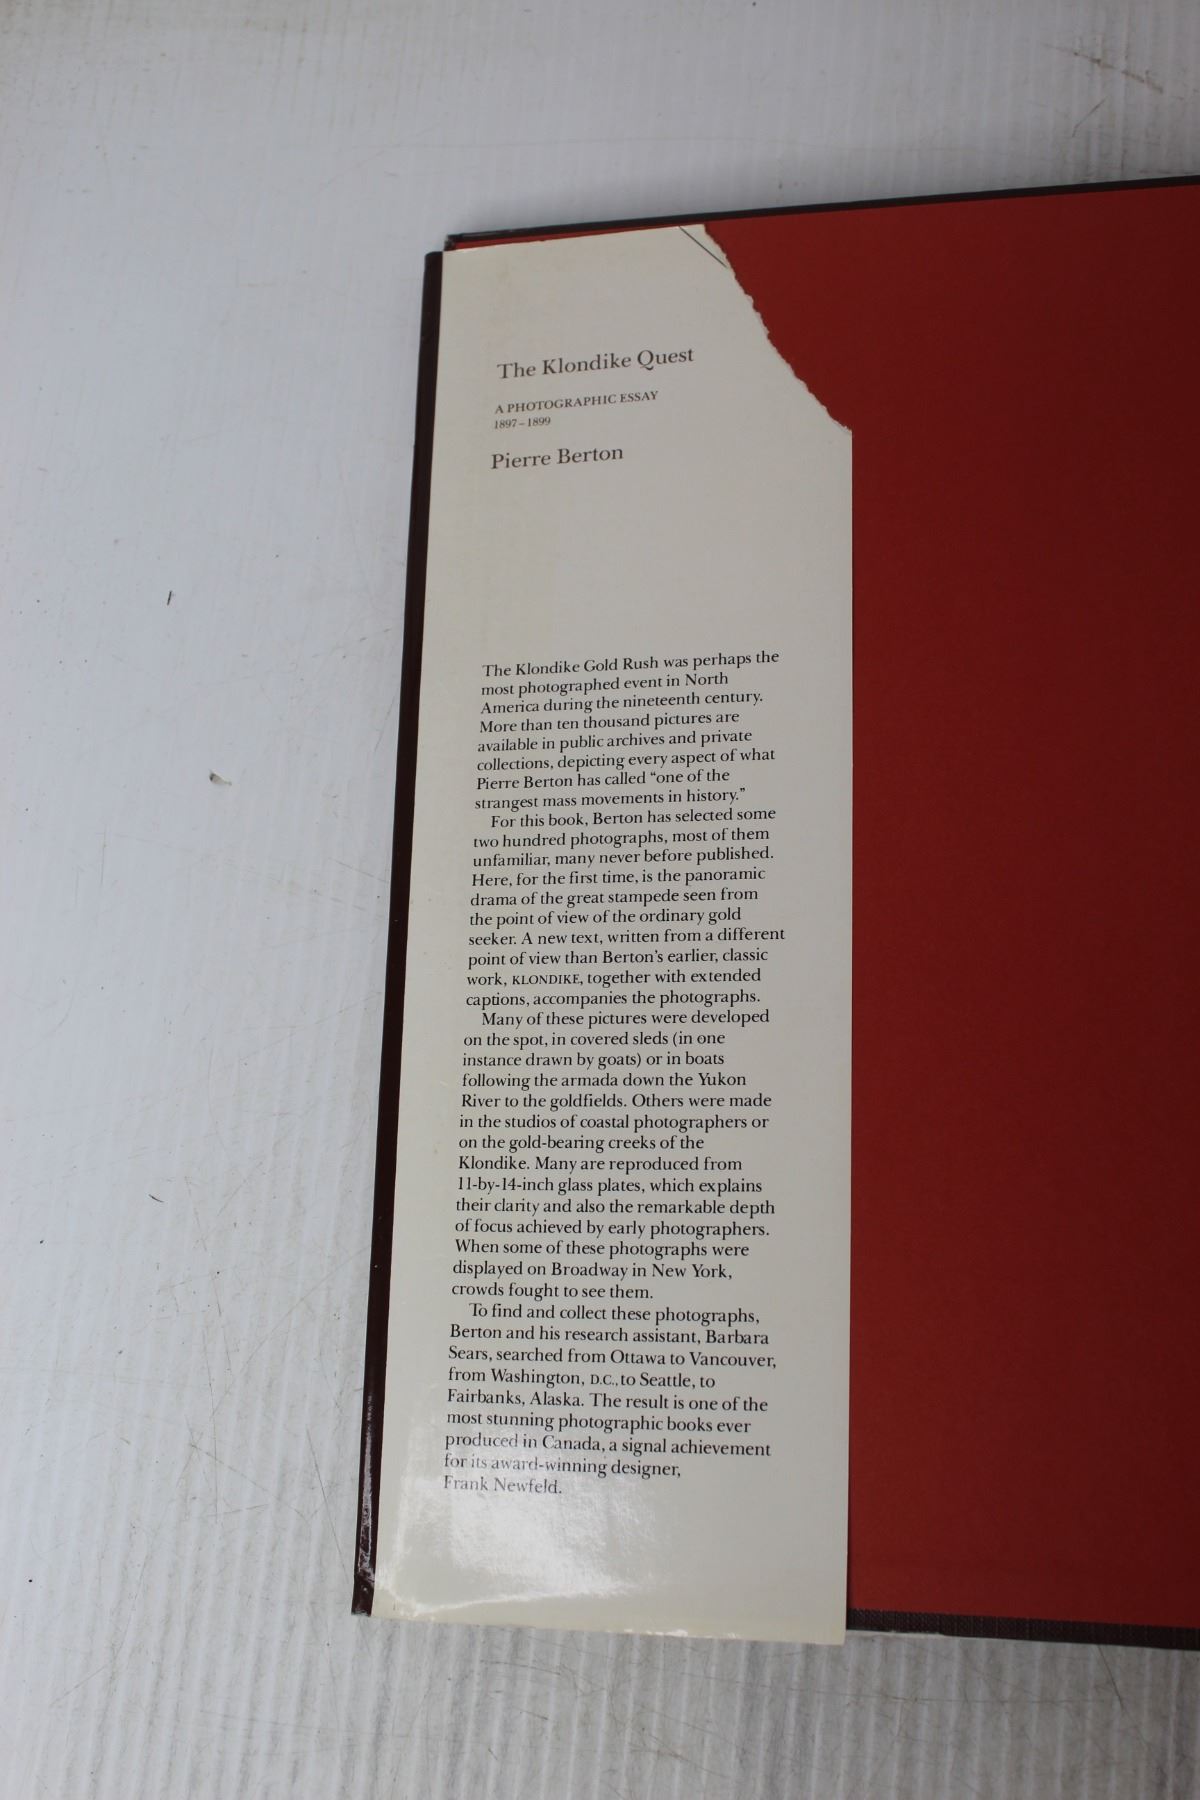 The Klondike Quest
A PHOTOGRAPHIC ESSAY
1897–1899
Pierre Berton
The Klondike Gold Rush was perhaps the
most photographed event in North
America during the nineteenth century.
More than ten thousand pictures are
available in public archives and private
collections, depicting every aspect of what
Pierre Berton has called “one of the
strangest mass movements in history.”
For this book, Berton has selected some
two hundred photographs, most of them
unfamiliar, many never before published.
Here, for the first time, is the panoramic
drama of the great stampede seen from
the point of view of the ordinary gold
seeker. A new text, written from a different
point of view than Berton’s earlier, classic
work, KLONDIKE, together with extended
captions, accompanies the photographs.
Many of these pictures were developed
on the spot, in covered sleds (in one
instance drawn by goats) or in boats
following the armada down the Yukon
River to the goldfields. Others were made
in the studios of coastal photographers or
on the gold-bearing creeks of the
Klondike. Many are reproduced from
11-by-14-inch glass plates, which explains
their clarity and also the remarkable depth
of focus achieved by early photographers.
When some of these photographs were
displayed on Broadway in New York,
crowds fought to see them.
To find and collect these photographs,
Berton and his research assistant, Barbara
Sears, searched from Ottawa to Vancouver,
from Washington, D.C., to Seattle, to
Fairbanks, Alaska. The result is one of the
most stunning photographic books ever
produced in Canada, a signal achievement
for its award-winning designer,
Frank Newfeld.